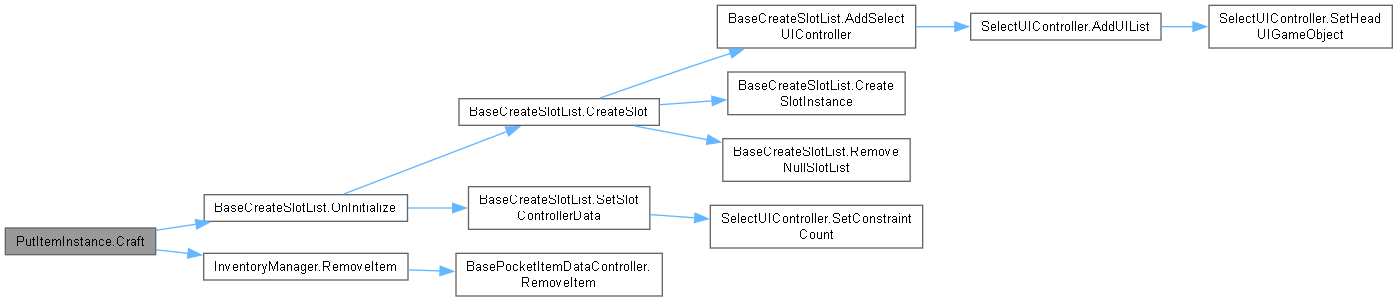 BaseCreateSlotList.AddSelect
UIController
SelectUIController.AddUIList
SelectUIController.SetHead
UIGameObject
BaseCreateSlotList.Create
SlotInstance
BaseCreateSlotList.CreateSlot
BaseCreateSlotList.Remove
NullSlotList
BaseCreateSlotList.OnInitialize
BaseCreateSlotList.SetSlot
ControllerData
SelectUIController.SetConstraint
Count
PutItemInstance.Craft
InventoryManager.RemoveItem
BasePocketItemDataController.
RemoveItem